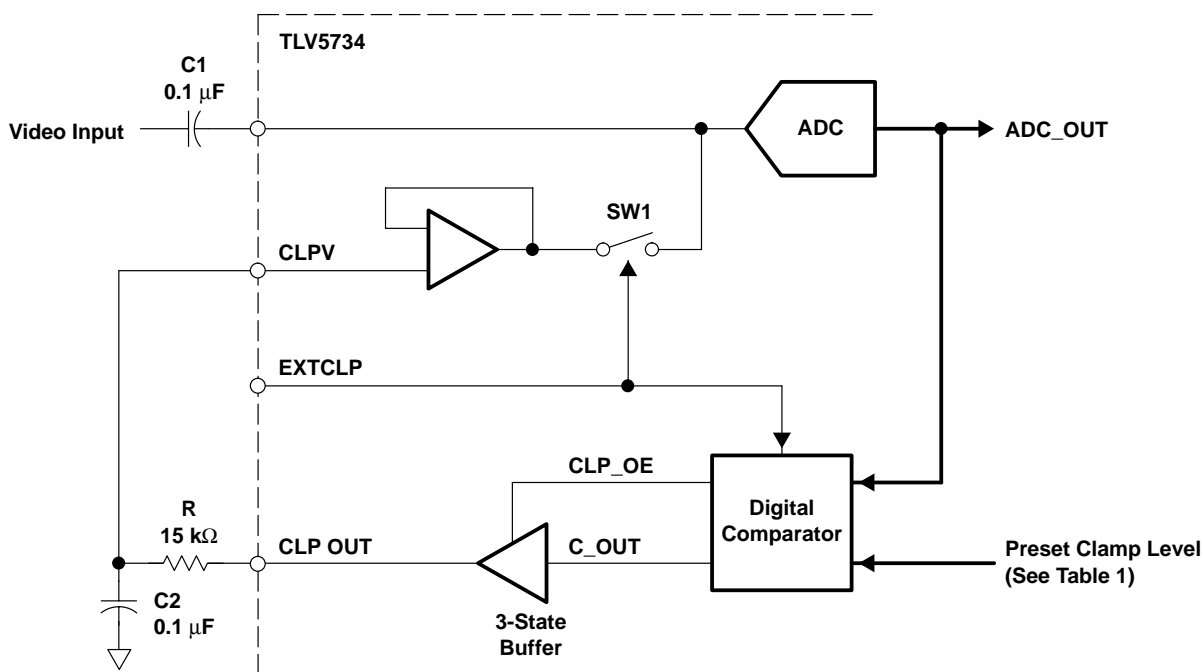 TLV5734
C1
0.1 μF
Video Input
ADC
ADC_OUT
SW1
CLPV
EXTCLP
CLP_OE
Digital
Comparator
R
15 kΩ
CLP OUT
C_OUT
Preset Clamp Level
(See Table 1)
C2
0.1 μF
3-State
Buffer